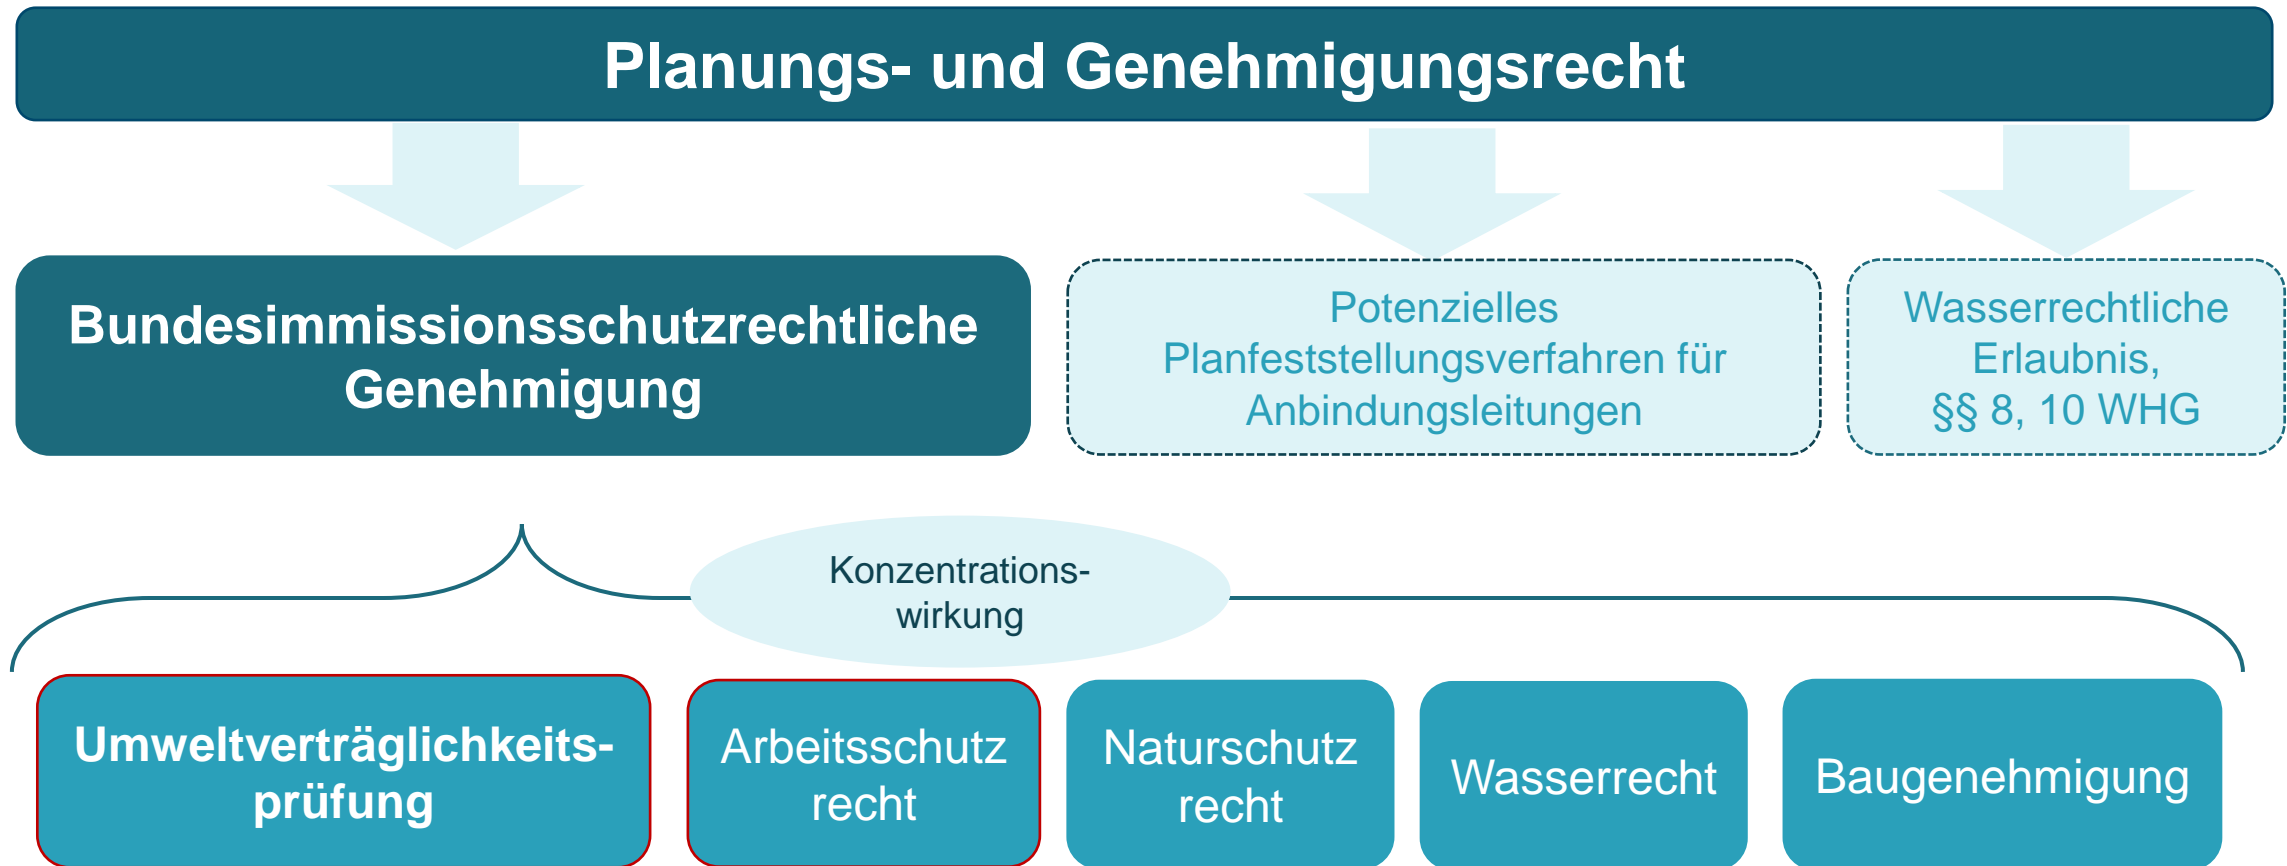 Planungs- und Genehmigungsrecht
Bundesimmissionsschutzrechtliche
Genehmigung
Potenzielles
Planfeststellungsverfahren für
Anbindungsleitungen
Wasserrechtliche
Erlaubnis,
§§ 8, 10 WHG
Konzentrations-
wirkung
Umweltverträglichkeits-
prüfung
Arbeitsschutz
recht
Naturschutz
recht
Wasserrecht
Baugenehmigung